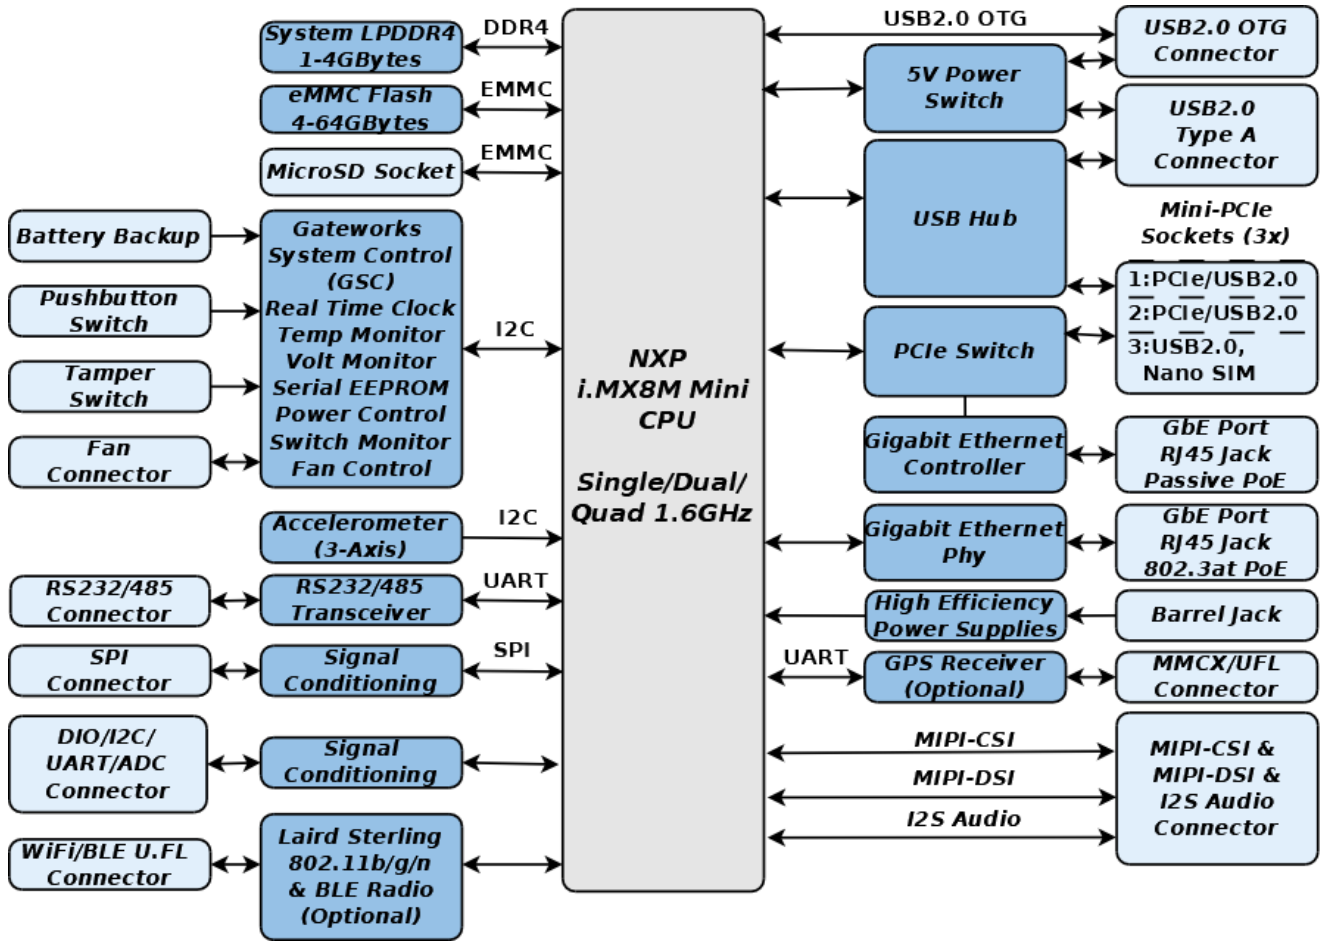 System LPDDR4
1-4GBytes
DDR4
eMMC Flash
4-64GBytes
EMMC
MicroSD Socket
EMMC
Battery Backup
Pushbutton
Switch
Tamper
Switch
Fan
Connector
Gateworks
System Control
(GSC)
Real Time Clock
Temp Monitor
Volt Monitor
Serial EEPROM
Power Control
Switch Monitor
Fan Control
I2C
Accelerometer
(3-Axis)
I2C
RS232/485
Connector
RS232/485
Transceiver
UART
SPI
Connector
Signal
Conditioning
SPI
DIO/I2C/
UART/ADC
Connector
Signal
Conditioning
WiFi/BLE U.FL
Connector
Laird Sterling
802.11b/g/n
& BLE Radio
(Optional)
NXP
i.MX8M Mini
CPU
Single/Dual/
Quad 1.6GHz
USB2.0 OTG
USB2.0 OTG
Connector
5V Power
Switch
USB2.0
Type A
Connector
USB Hub
Mini-PCIe
Sockets (3x)
1:PCIe/USB2.0
2:PCIe/USB2.0
3:USB2.0,
Nano SIM
PCIe Switch
Gigabit Ethernet
Controller
GbE Port
RJ45 Jack
Passive PoE
Gigabit Ethernet
Phy
GbE Port
RJ45 Jack
802.3at PoE
High Efficiency
Power Supplies
Barrel Jack
UART
GPS Receiver
(Optional)
MMCX/UFL
Connector
MIPI-CSI
MIPI-DSI
I2S Audio
MIPI-CSI &
MIPI-DSI &
I2S Audio
Connector